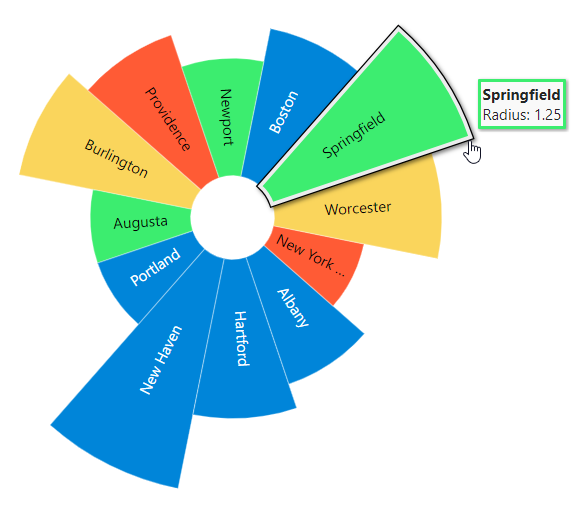 Boston
Springfield
Worcester
New York ...
Albany
Hartford
New Haven
Portland
Augusta
Burlington
Providence
Newport
Springfield
Radius: 1.25